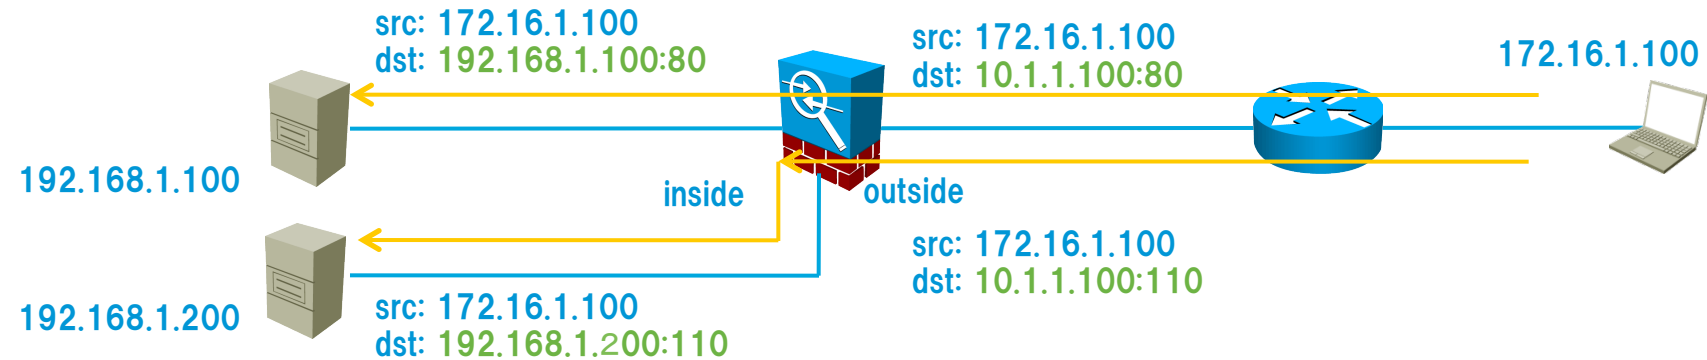 src: 172.16.1.100
dst: 192.168.1.100:80
src: 172.16.1.100
dst: 10.1.1.100:80
172.16.1.100
192.168.1.100
inside
outside
src: 172.16.1.100
dst: 10.1.1.100:110
192.168.1.200
src: 172.16.1.100
dst: 192.168.1.200:110